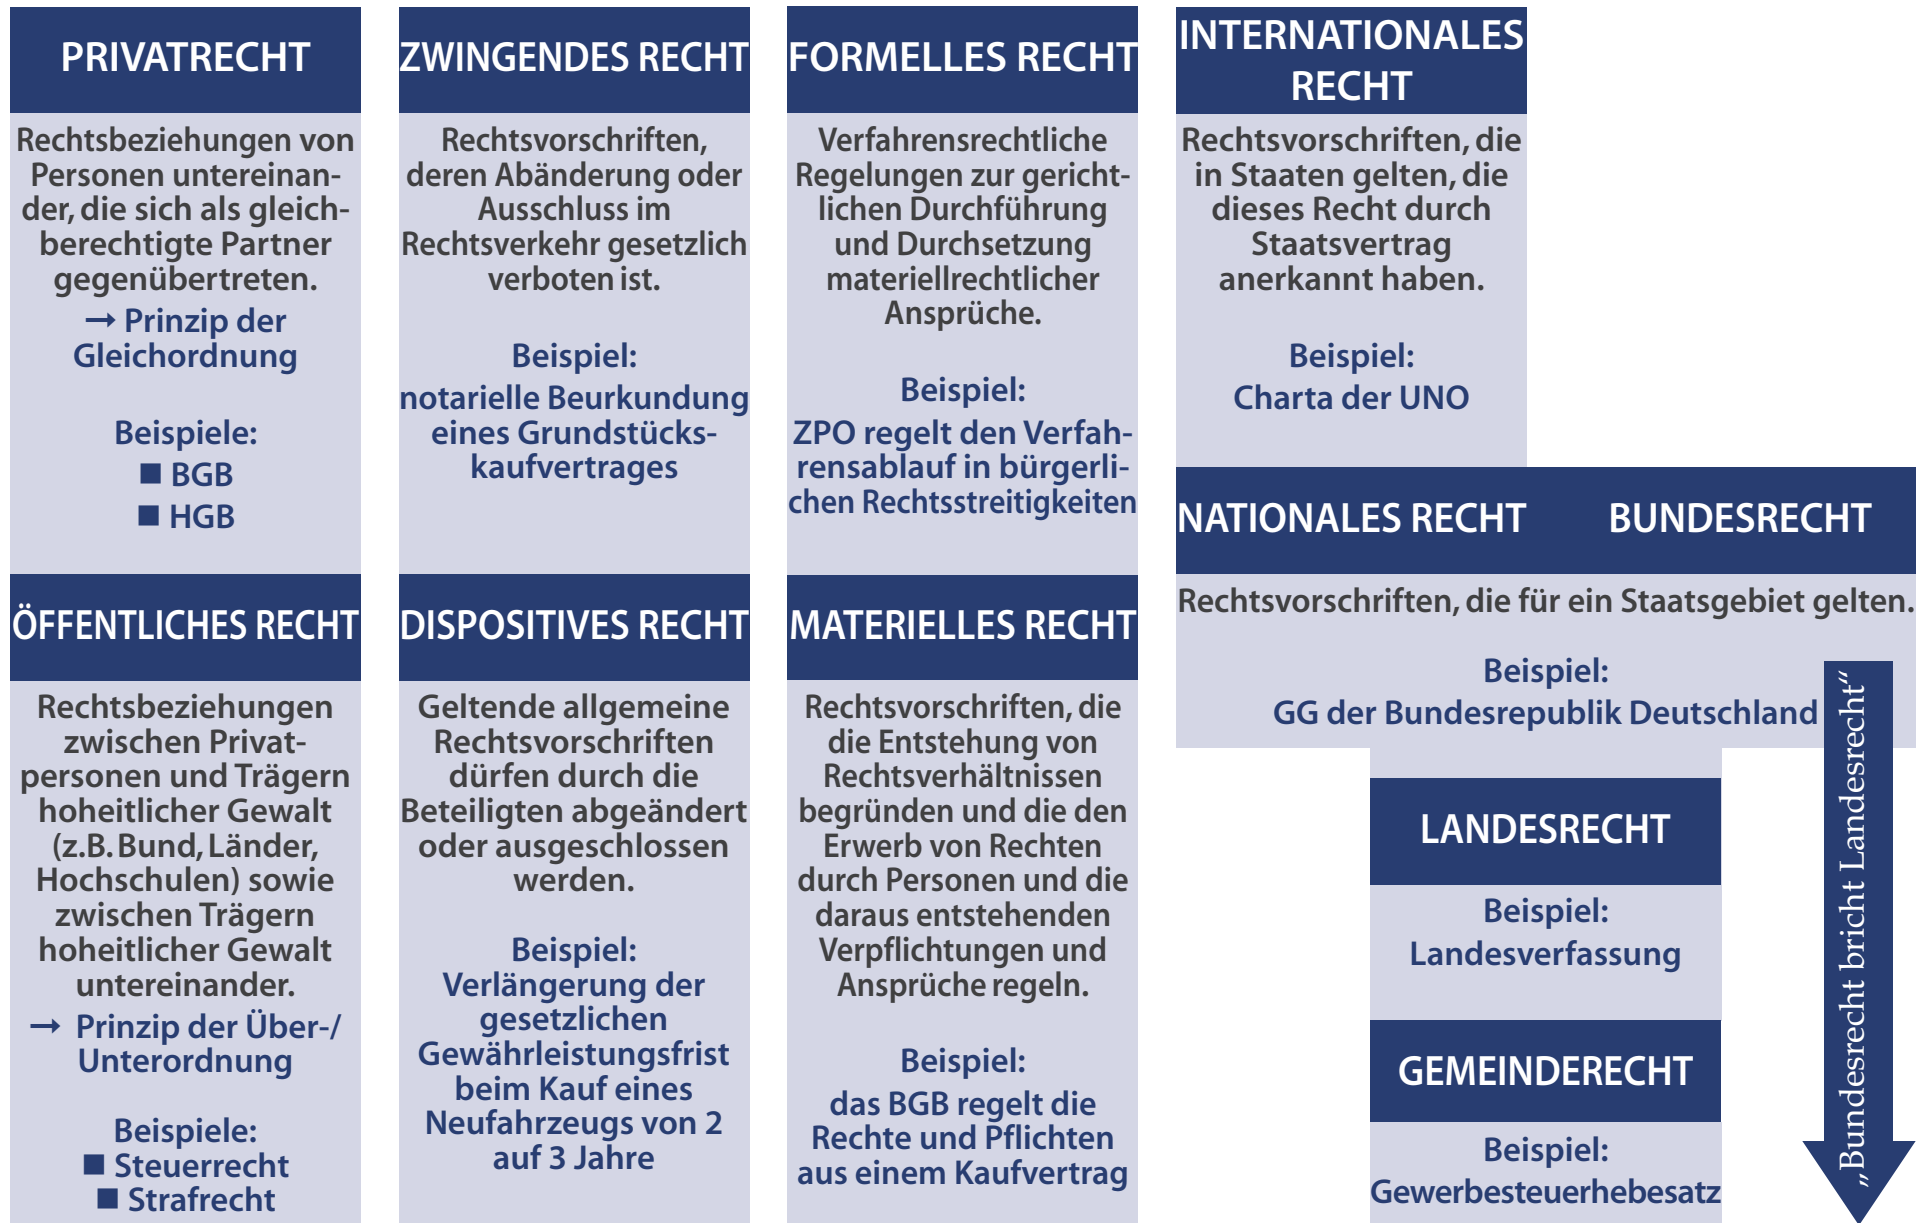 PRIVATRECHT
Rechtsbeziehungen von
Personen untereinan-
der, die sich als gleich-
berechtigte Partner
gegenübertreten.
→ Prinzip der
Gleichordnung
Beispiele:
■ BGB
■ HGB
ÖFFENTLICHES RECHT
Rechtsbeziehungen
zwischen Privat-
personen und Trägern
hoheitlicher Gewalt
(z.B. Bund, Länder,
Hochschulen) sowie
zwischen Trägern
hoheitlicher Gewalt
untereinander.
→ Prinzip der Über-/
Unterordnung
Beispiele:
■ Steuerrecht
■ Strafrecht
ZWINGENDES RECHT
Rechtsvorschriften,
deren Abänderung oder
Ausschluss im
Rechtsverkehr gesetzlich
verboten ist.
Beispiel:
notarielle Beurkundung
eines Grundstücks-
kaufvertrages
DISPOSITIVES RECHT
Geltende allgemeine
Rechtsvorschriften
dürfen durch die
Beteiligten abgeändert
oder ausgeschlossen
werden.
Beispiel:
Verlängerung der
gesetzlichen
Gewährleistungsfrist
beim Kauf eines
Neufahrzeugs von 2
auf 3 Jahre
FORMELLES RECHT
Verfahrensrechtliche
Regelungen zur gericht-
lichen Durchführung
und Durchsetzung
materiellrechtlicher
Ansprüche.
Beispiel:
ZPO regelt den Verfah-
rensablauf in bürgerli-
chen Rechtsstreitigkeiten
MATERIELLES RECHT
Rechtsvorschriften, die
die Entstehung von
Rechtsverhältnissen
begründen und die den
Erwerb von Rechten
durch Personen und die
daraus entstehenden
Verpflichtungen und
Ansprüche regeln.
Beispiel:
das BGB regelt die
Rechte und Pflichten
aus einem Kaufvertrag
INTERNATIONALES
RECHT
Rechtsvorschriften, die
in Staaten gelten, die
dieses Recht durch
Staatsvertrag
anerkannt haben.
Beispiel:
Charta der UNO
NATIONALES RECHT BUNDESRECHT
Rechtsvorschriften, die für ein Staatsgebiet gelten.
Beispiel:
GG der Bundesrepublik Deutschland
LANDESRECHT
Beispiel:
Landesverfassung
GEMEINDERECHT
Beispiel:
Gewerbesteuerhebesatz
„Bundesrecht bricht Landesrecht“